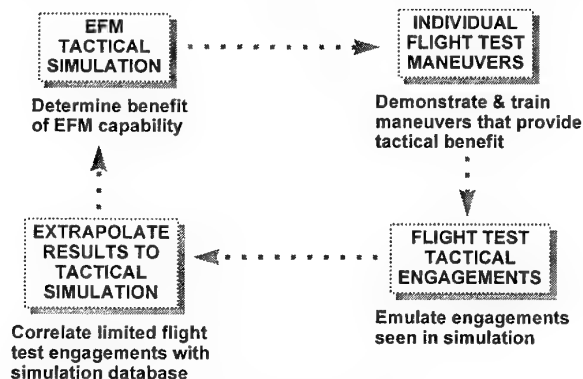 EFM
TACTICAL
SIMULATION
Determine benefit
of EFM capability
INDIVIDUAL
FLIGHT TEST
MANEUVERS
Demonstrate & train
maneuvers that provide
tactical benefit
FLIGHT TEST
TACTICAL
ENGAGEMENTS
Emulate engagements
seen in simulation
EXTRAPOLATE
RESULTS TO
TACTICAL
SIMULATION
Correlate limited flight
test engagements with
simulation database